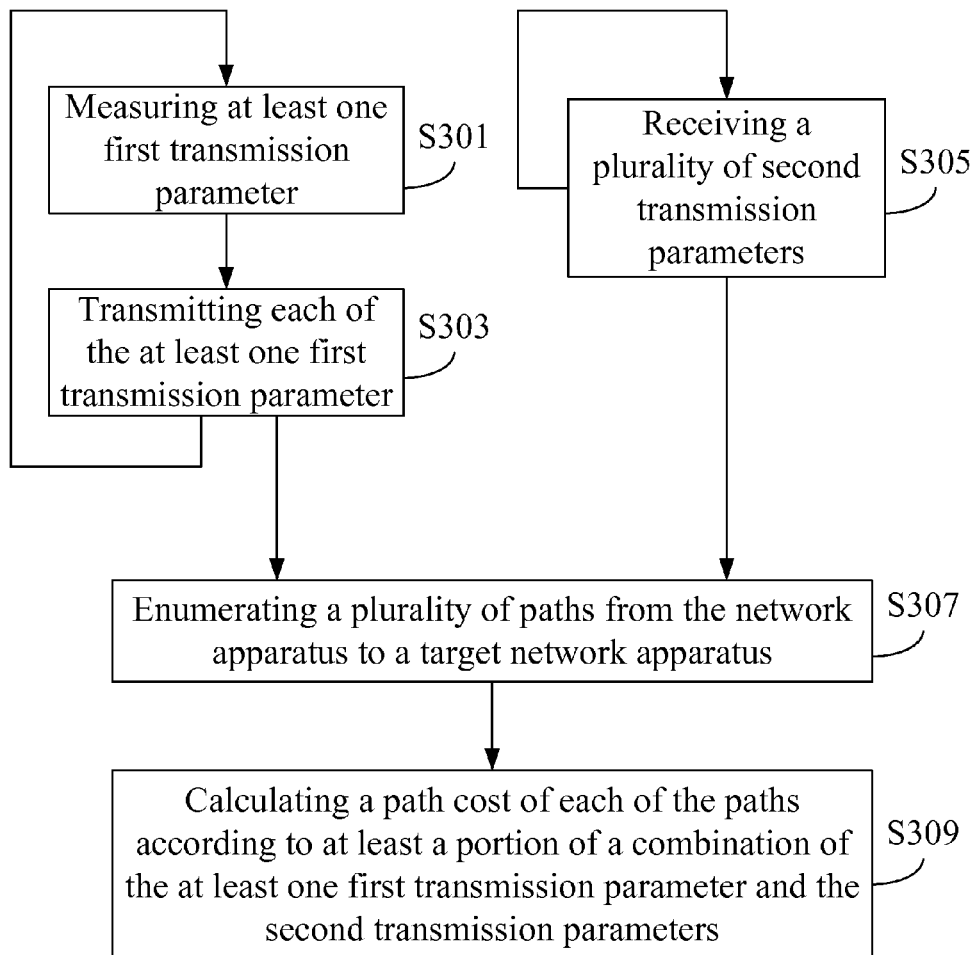 Measuring at least one
first transmission
parameter
S301
Transmitting each of
the at least one first
transmission parameter
S303
Receiving a
plurality of second
transmission
parameters
S305
Enumerating a plurality of paths from the network
apparatus to a target network apparatus
S307
Calculating a path cost of each of the paths
according to at least a portion of a combination of
the at least one first transmission parameter and the
second transmission parameters
S309